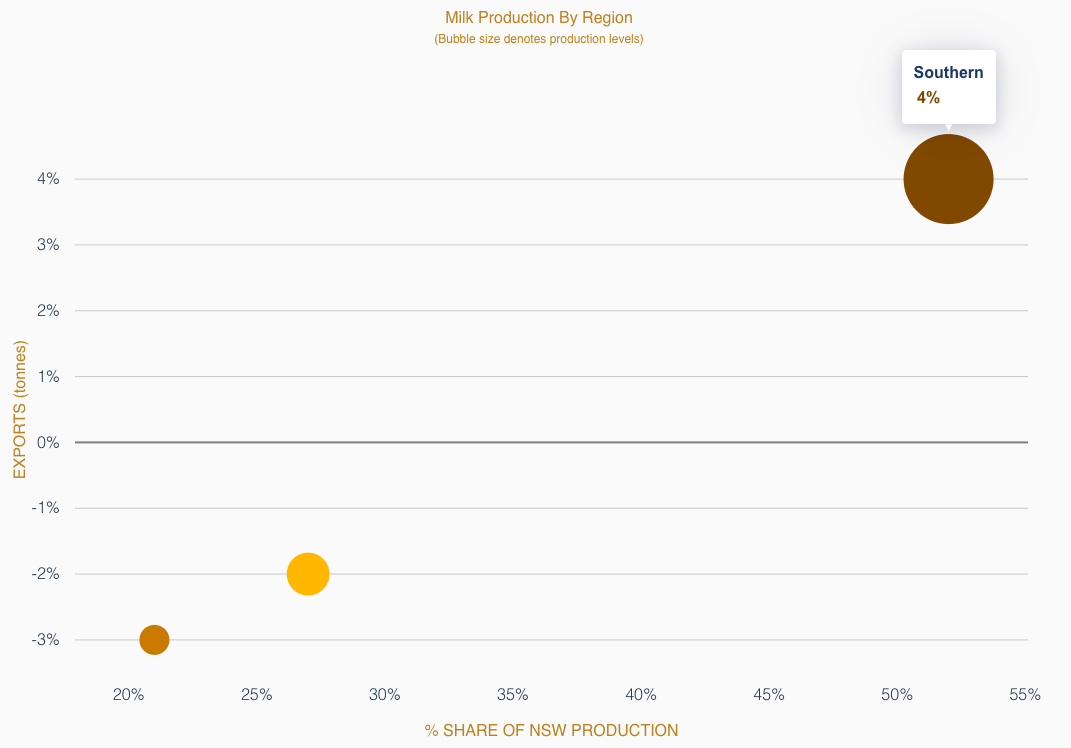 Milk Production By Region
(Bubble size denotes production levels)
Southern
4%
4%
3%
2%
1%
0%
-1%
-2%
-3%
EXPORTS (tonnes)
20% 25% 30% 35% 40% 45% 50% 55%
% SHARE OF NSW PRODUCTION